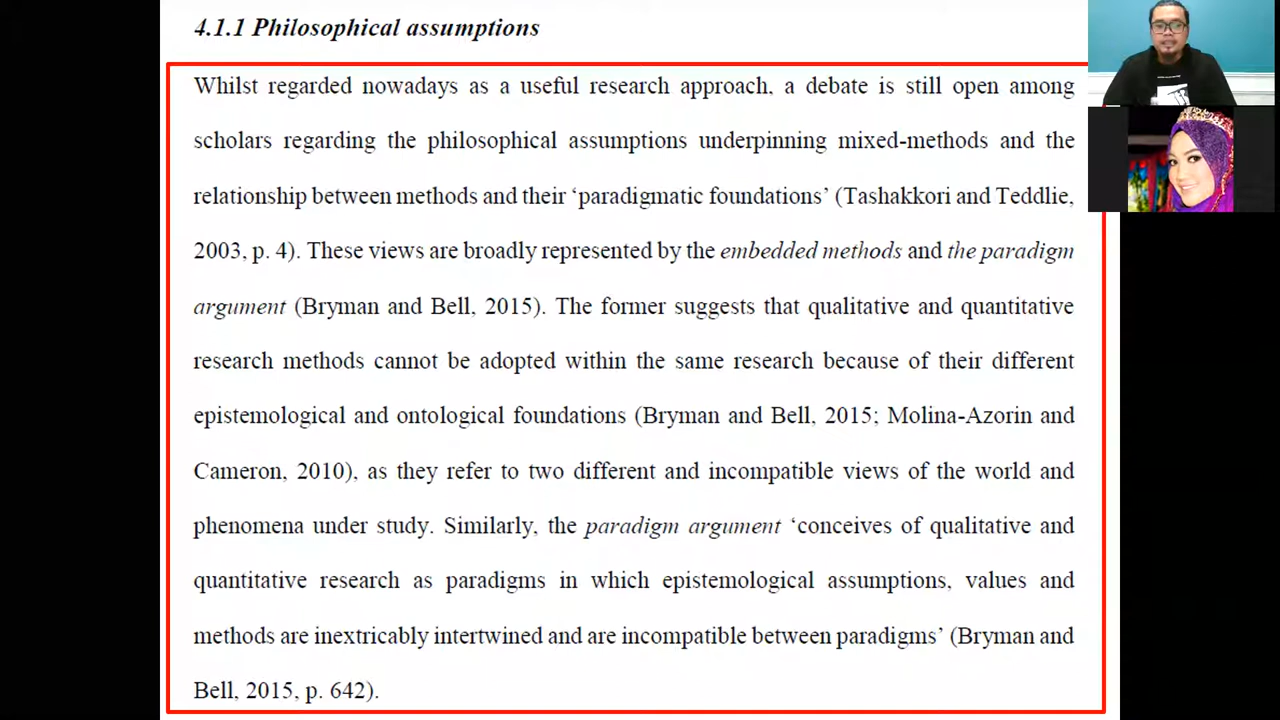 4.1.1 Philosophical assumptions
Whilst regarded nowadays as a useful research approach, a debate is still open among
scholars regarding the philosophical assumptions underpinning mixed-methods and the
relationship between methods and their ‘paradigmatic foundations’ (Tashakkori and Teddlie,
2003, p. 4). These views are broadly represented by the embedded methods and the paradigm
argument (Bryman and Bell, 2015). The former suggests that qualitative and quantitative
research methods cannot be adopted within the same research because of their different
epistemological and ontological foundations (Bryman and Bell, 2015; Molina-Azorin and
Cameron, 2010), as they refer to two different and incompatible views of the world and
phenomena under study. Similarly, the paradigm argument ‘conceives of qualitative and
quantitative research as paradigms in which epistemological assumptions, values and
methods are inextricably intertwined and are incompatible between paradigms’ (Bryman and
Bell, 2015, p. 642).